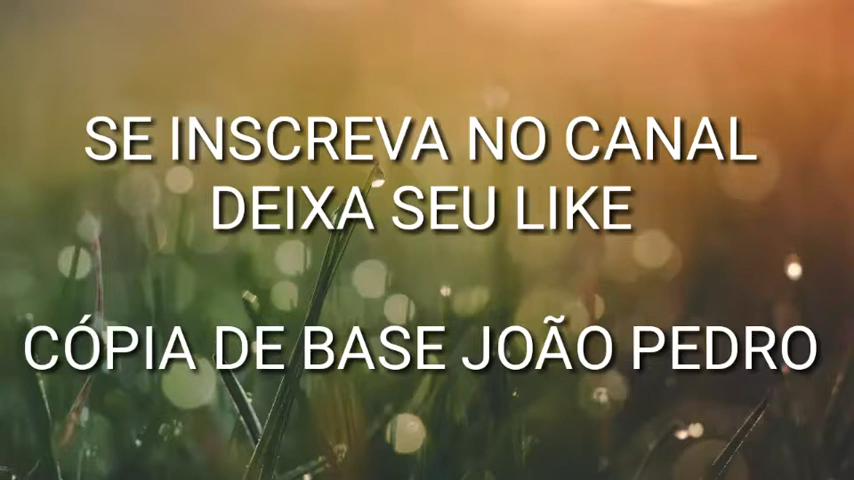 SE INSCREVA NO CANAL
DEIXA SEU LIKE
CÓPIA DE BASE JOÃO PEDRO